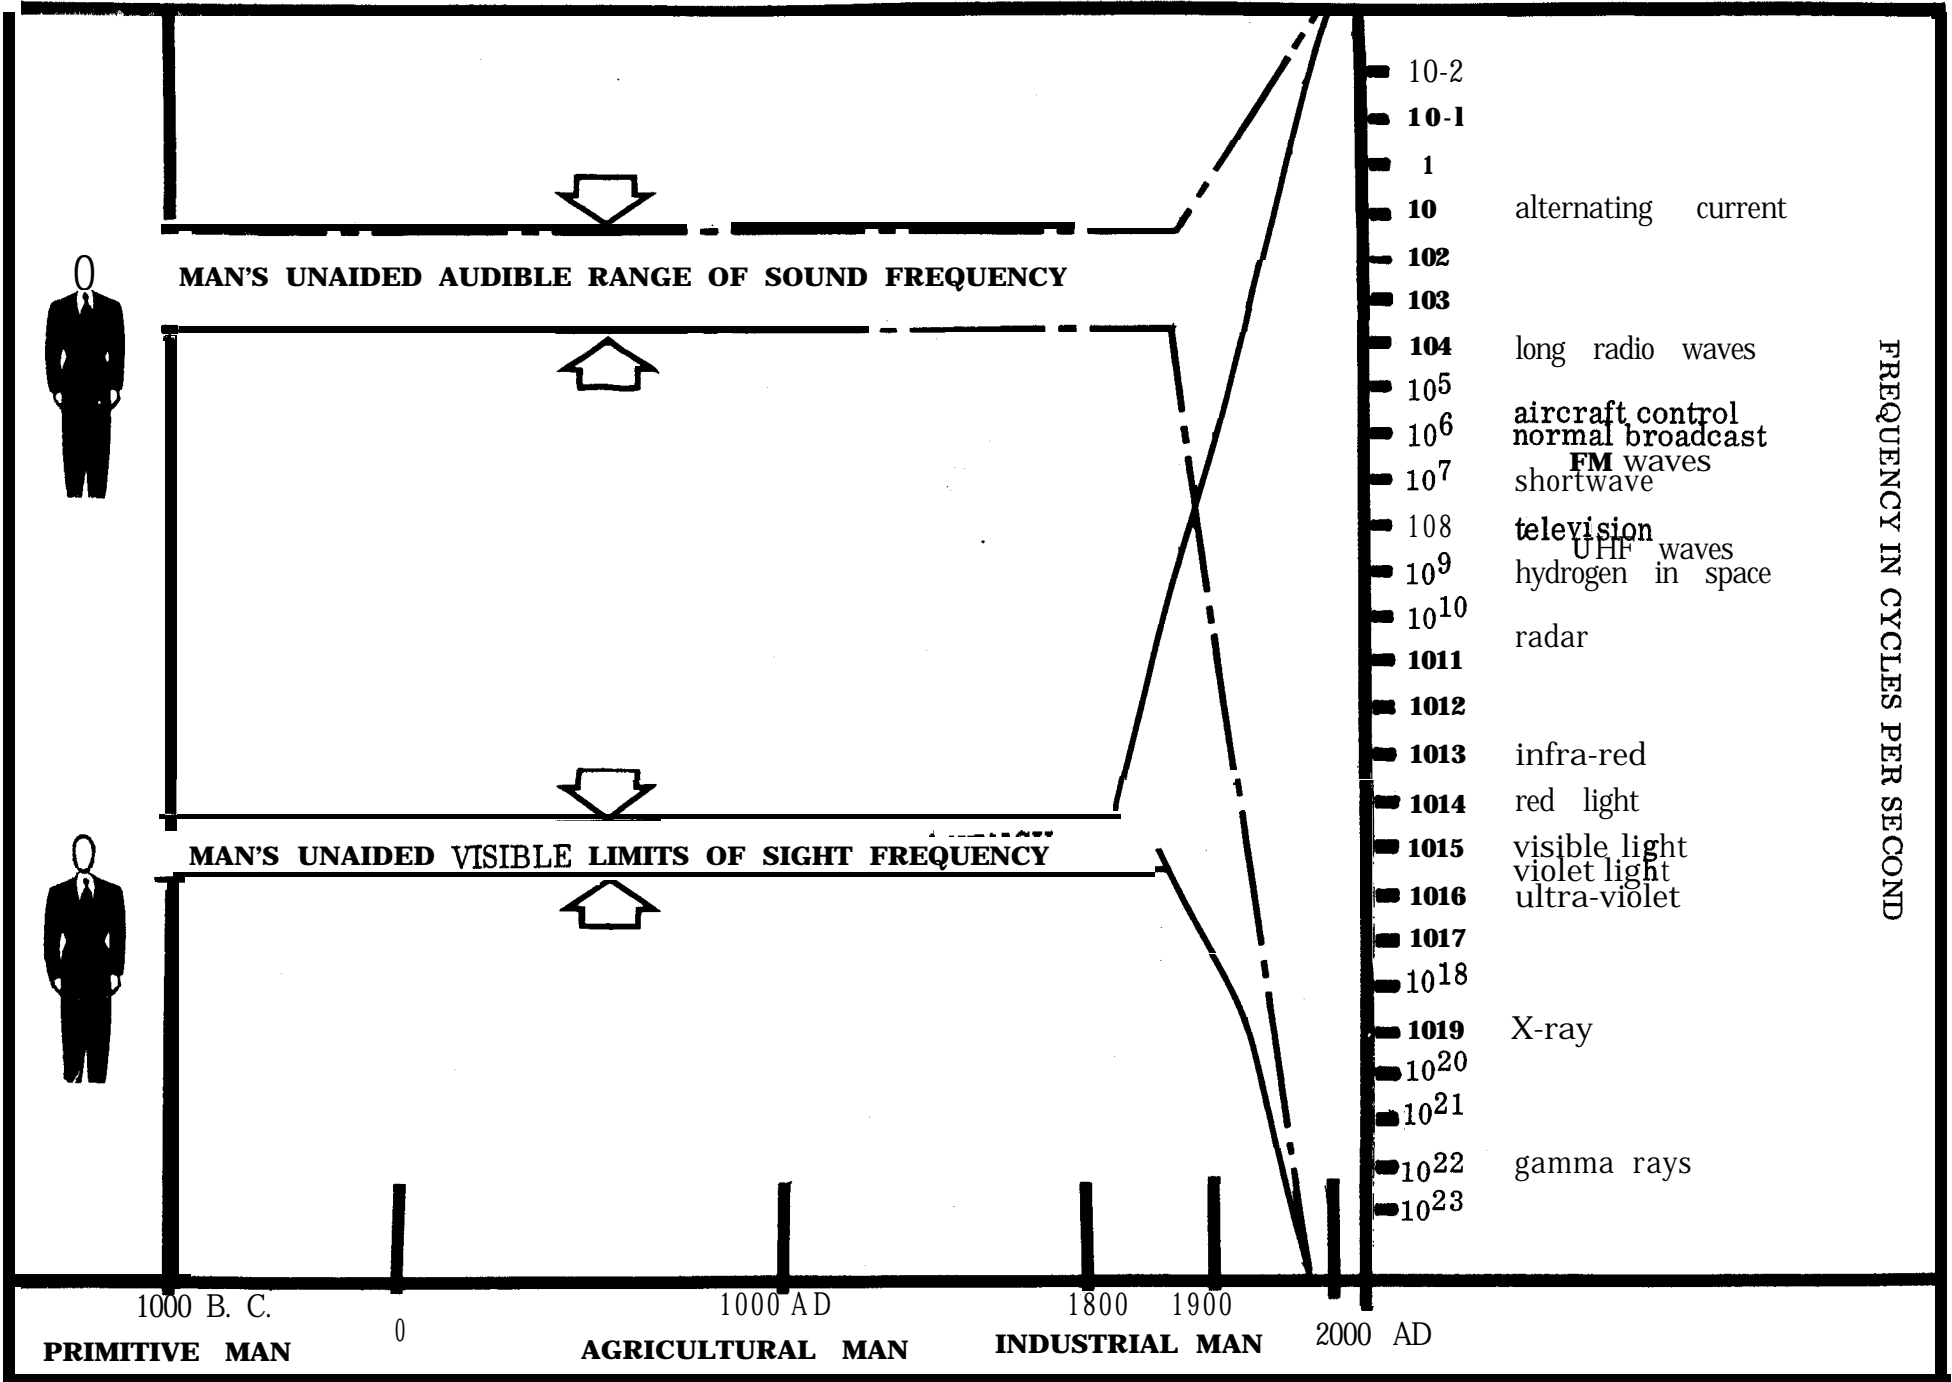 10-2
10-1
1
10 alternating current
102
MAN'S UNAIDED AUDIBLE RANGE OF SOUND FREQUENCY
103
104 long radio waves
10⁵
aircraft control
10⁶ normal broadcast
FM waves
10⁷ shortwave
108 television
UHF waves
10⁹ hydrogen in space
10¹⁰
radar
1011
1012
1013 infra-red
1014 red light
MAN'S UNAIDED VISIBLE LIMITS OF SIGHT FREQUENCY
1015 visible light
violet light
1016 ultra-violet
1017
10¹⁸
1019 X-ray
10²⁰
10²¹
10²² gamma rays
10²³
FREQUENCY IN CYCLES PER SECOND
1000 B. C.
0
1000 AD
1800
1900
2000 AD
PRIMITIVE MAN
AGRICULTURAL MAN
INDUSTRIAL MAN